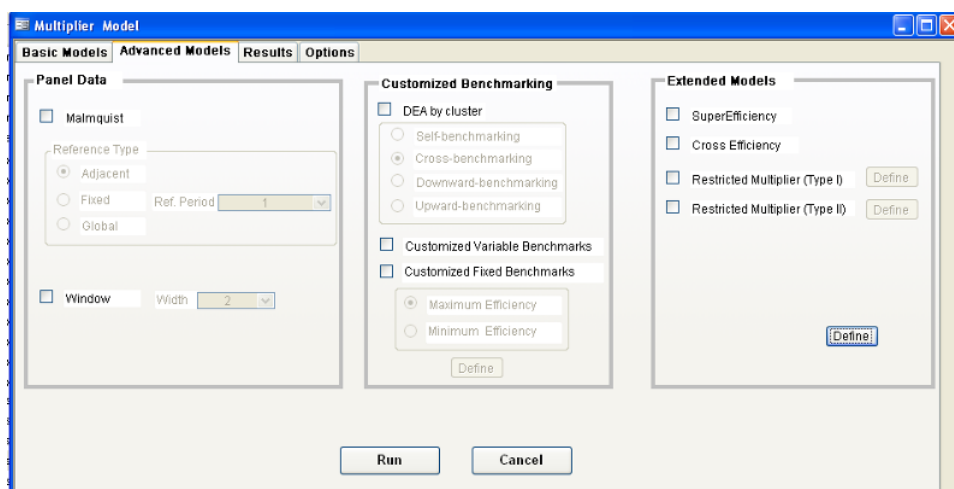 Multiplier Model
Basic Models Advanced Models Results Options
Panel Data
Malmquist
Reference Type
Adjacent
Fixed Ref. Period 1
Global
Window Width 2
Customized Benchmarking
DEA by cluster
Self-benchmarking
Cross-benchmarking
Downward-benchmarking
Upward-benchmarking
Customized Variable Benchmarks
Customized Fixed Benchmarks
Maximum Efficiency
Minimum Efficiency
Define
Extended Models
SuperEfficiency
Cross Efficiency
Restricted Multiplier (Type I) Define
Restricted Multiplier (Type II) Define
Define
Run Cancel